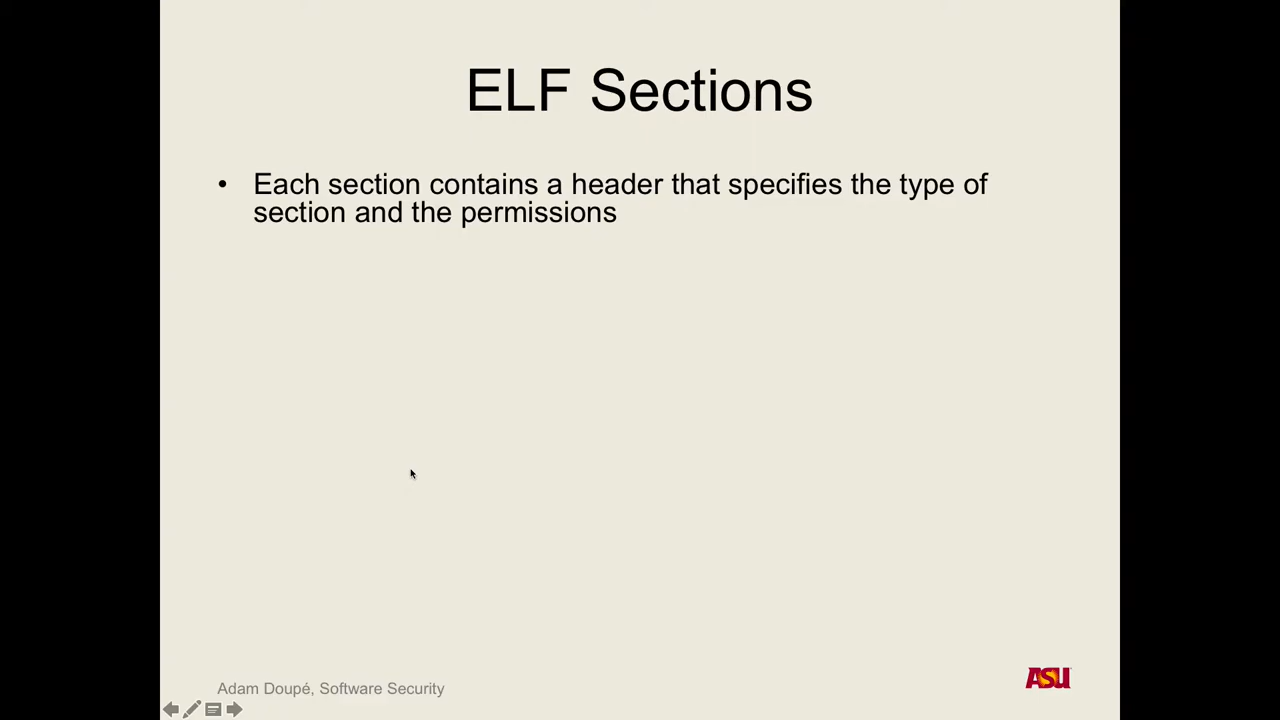 ELF Sections
• Each section contains a header that specifies the type of
section and the permissions
Adam Doupé, Software Security
ASU